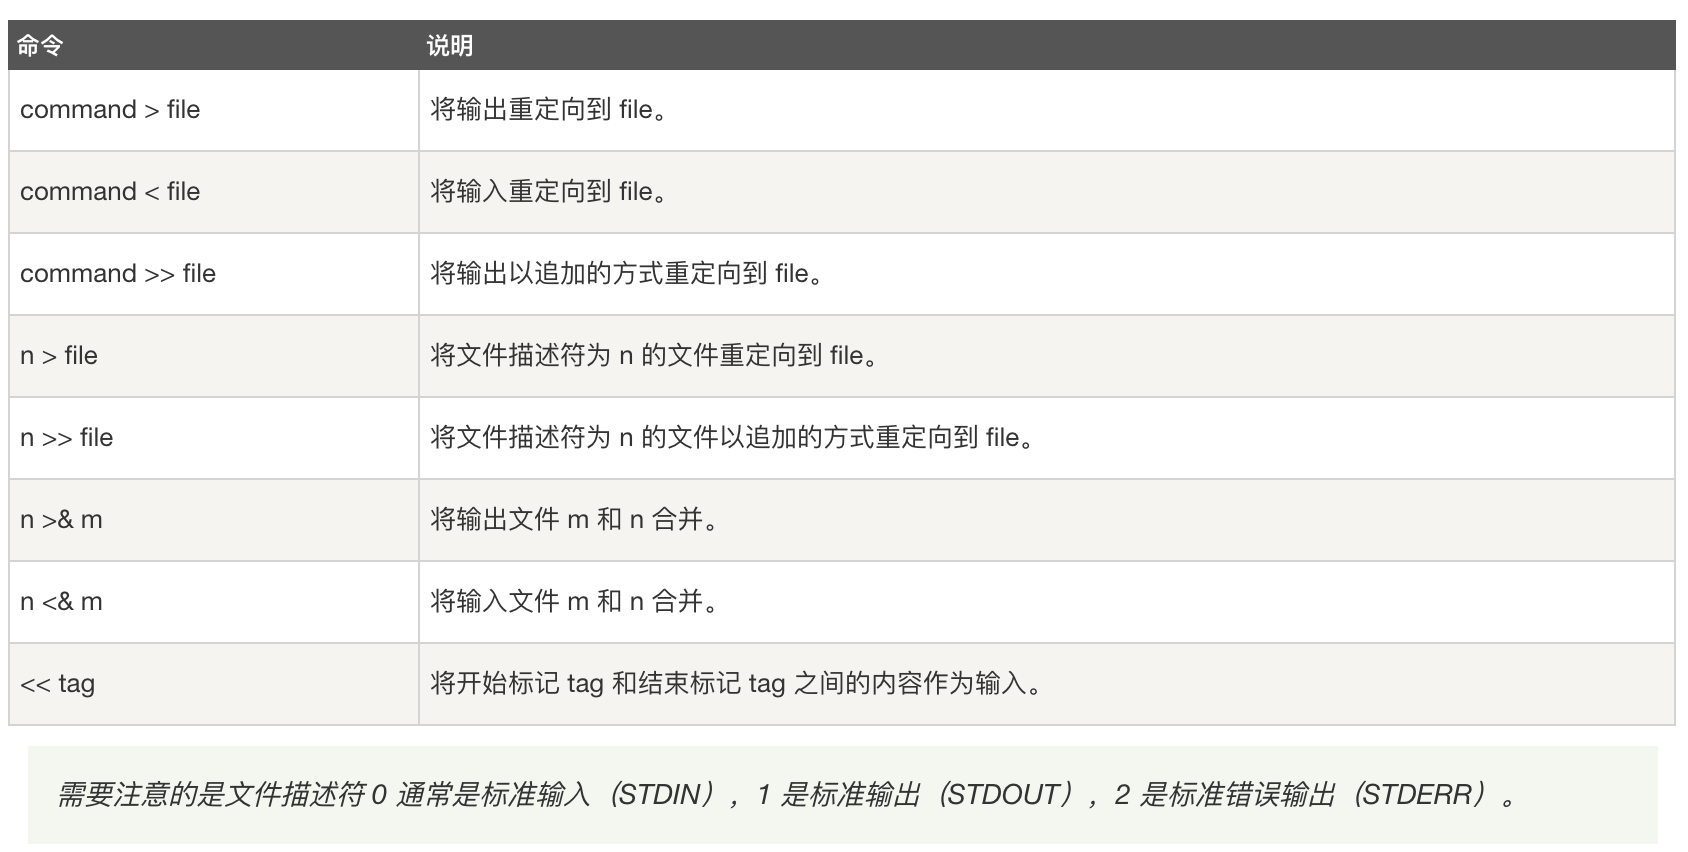 命令 说明
command > file 将输出重定向到 file。
command < file 将输入重定向到 file。
command >> file 将输出以追加的方式重定向到 file。
n > file 将文件描述符为 n 的文件重定向到 file。
n >> file 将文件描述符为 n 的文件以追加的方式重定向到 file。
n >& m 将输出文件 m 和 n 合并。
n <& m 将输入文件 m 和 n 合并。
<< tag 将开始标记 tag 和结束标记 tag 之间的内容作为输入。
需要注意的是文件描述符 0 通常是标准输入（STDIN），1 是标准输出（STDOUT），2 是标准错误输出（STDERR）。